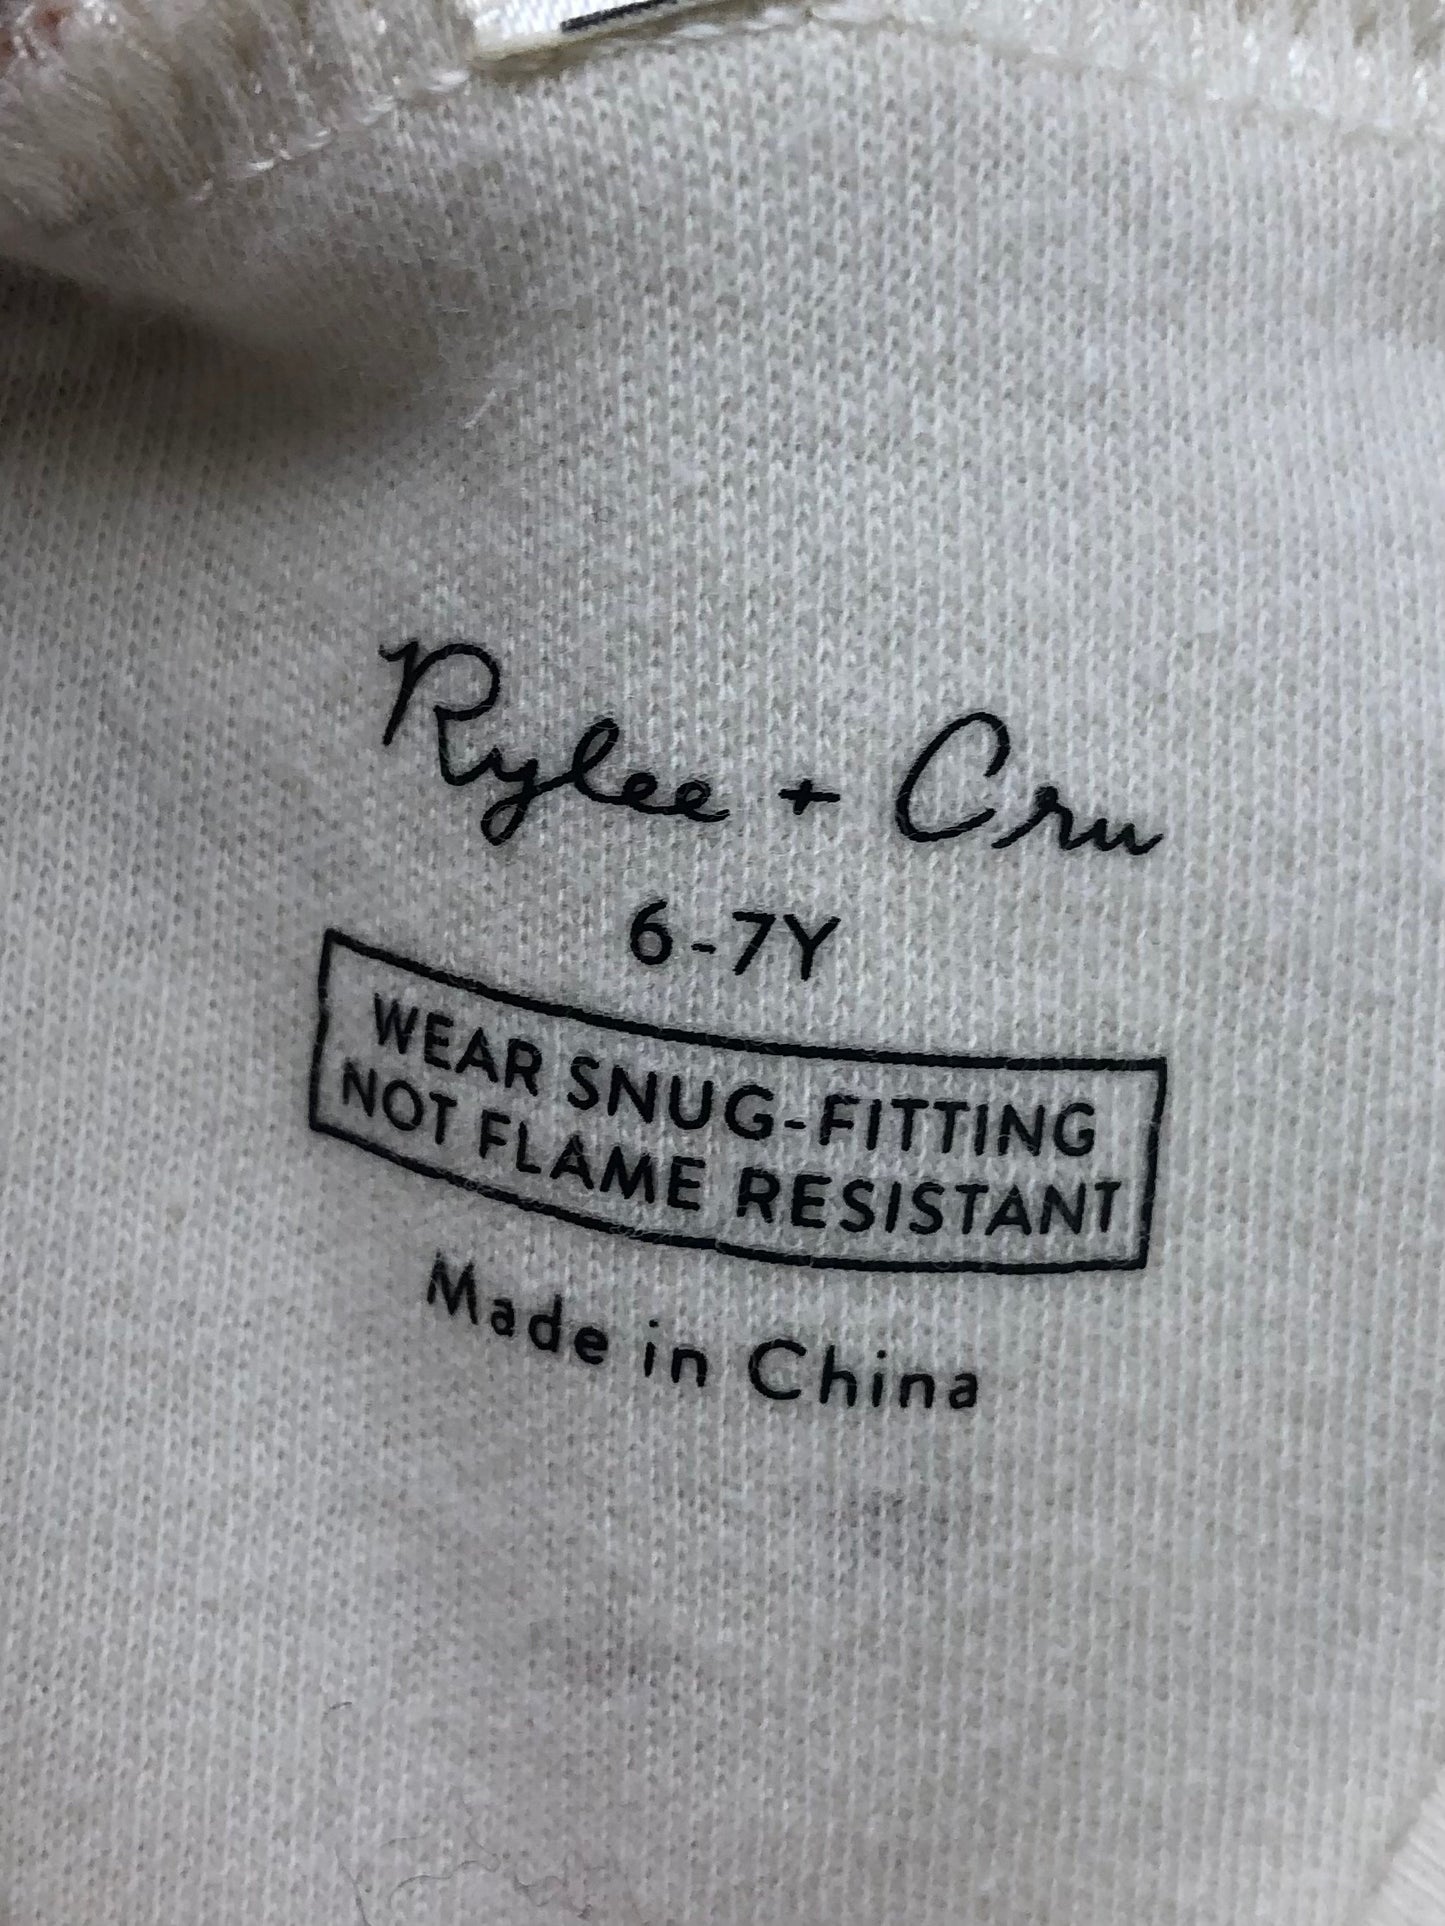 Rylee + Cru
6-7Y
WEAR SNUG-FITTING
NOT FLAME RESISTANT
Made in China